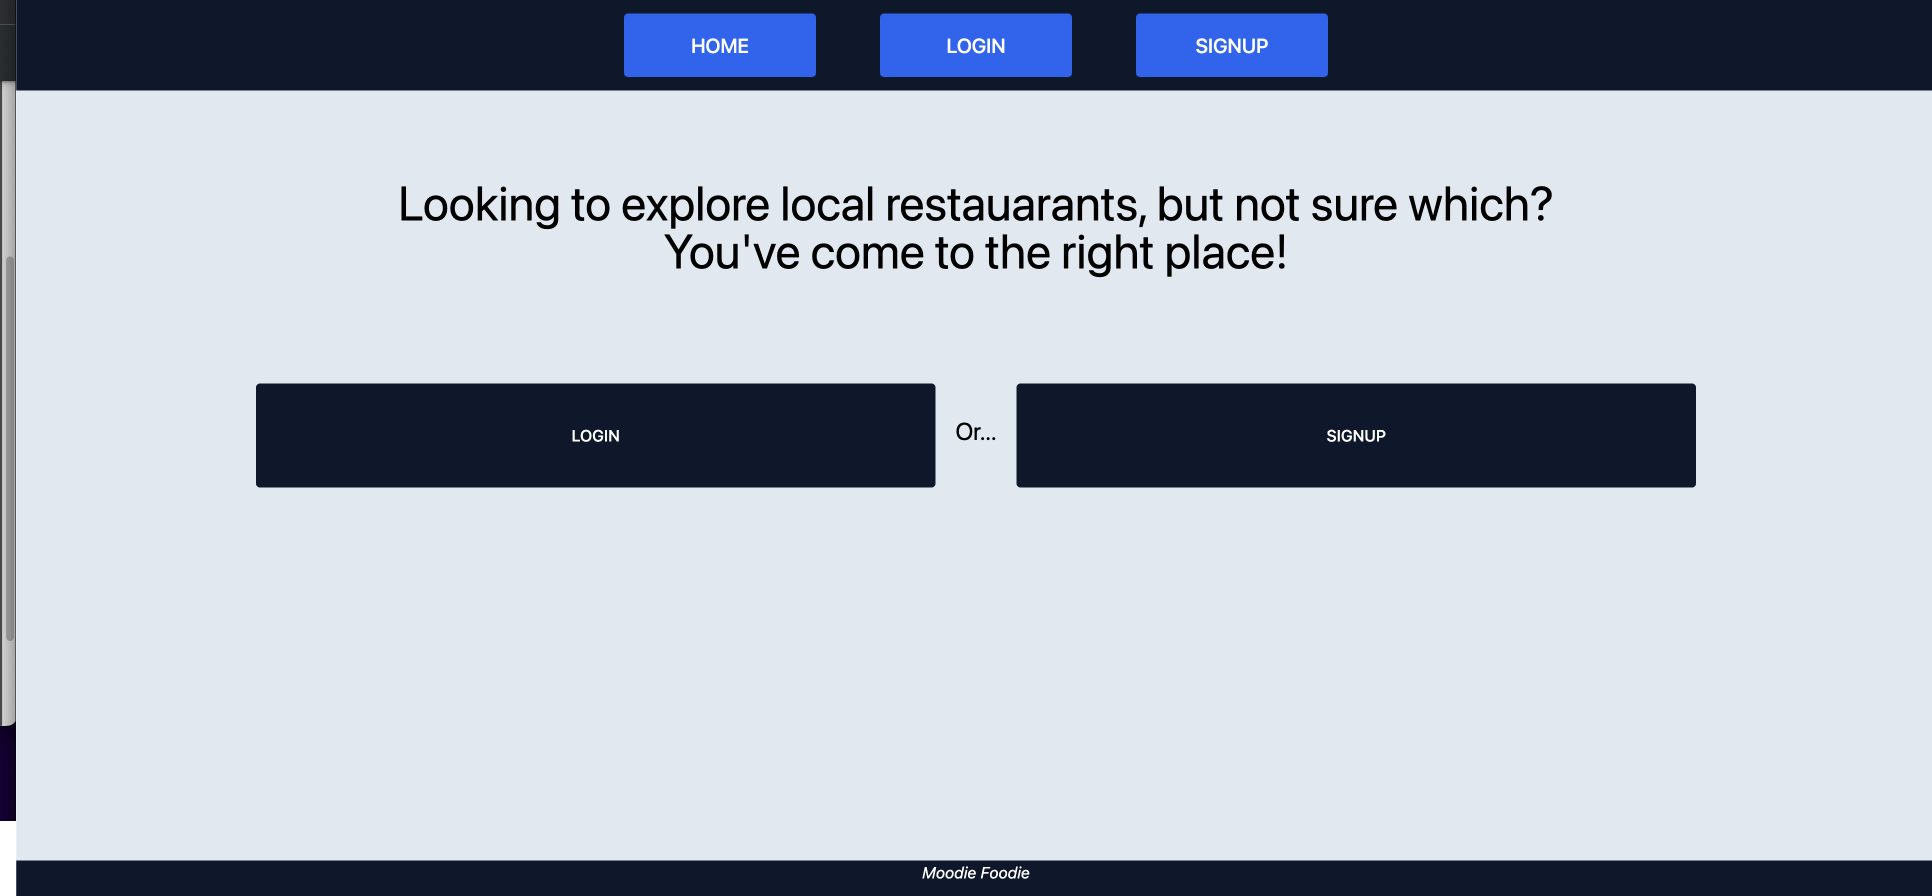 HOME LOGIN SIGNUP
Looking to explore local restauarants, but not sure which?
You've come to the right place!
LOGIN Or... SIGNUP
Moodie Foodie